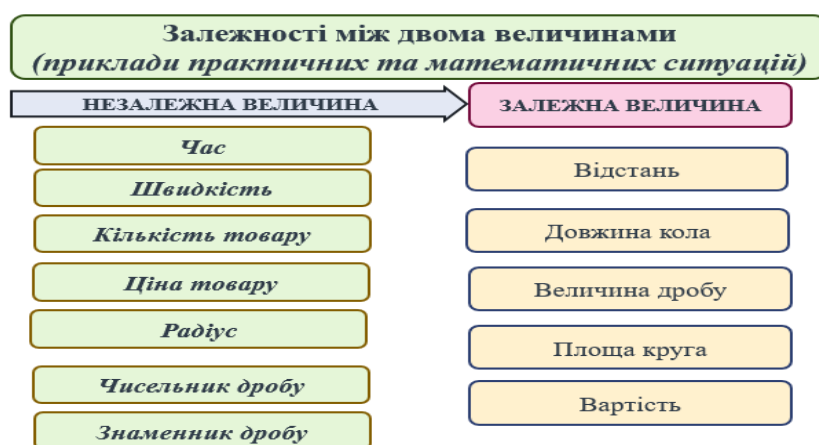 Залежності між двома величинами
(приклади практичних та математичних ситуацій)
НЕЗАЛЕЖНА ВЕЛИЧИНА
ЗАЛЕЖНА ВЕЛИЧИНА
Час
Швидкість
Кількість товару
Ціна товару
Радіус
Чисельник дробу
Знаменник дробу
Відстань
Довжина кола
Величина дробу
Площа круга
Вартість